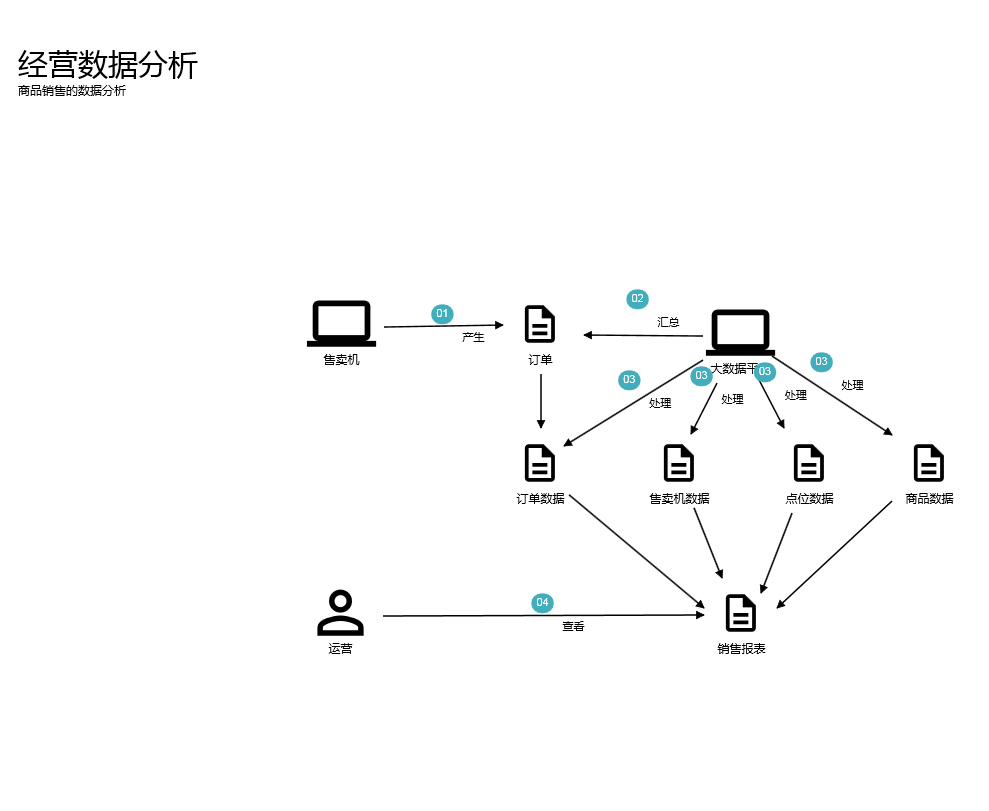 经营数据分析
商品销售的数据分析
02
01
汇总
产生
售卖机
订单
大数据平
03
03
03
03
处理
处理
处理
处理
订单数据
售卖机数据
点位数据
商品数据
04
查看
运营
销售报表